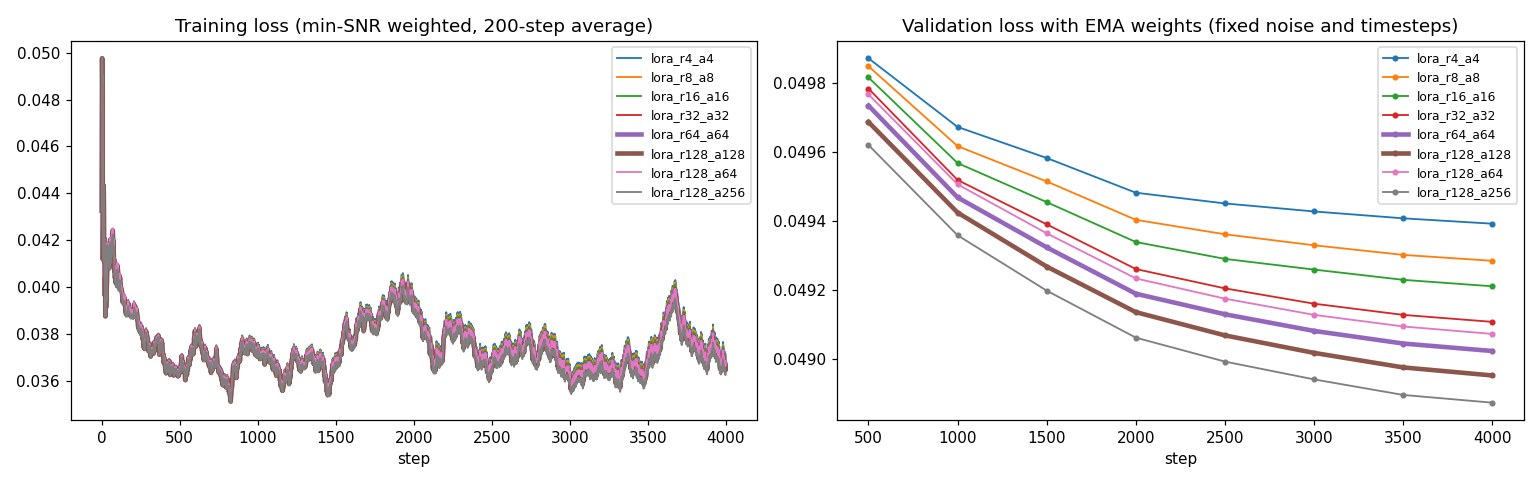 Training loss (min-SNR weighted, 200-step average)
0.050
0.048
0.046
0.044
0.042
0.040
0.038
0.036
lora_r4_a4
lora_r8_a8
lora_r16_a16
lora_r32_a32
lora_r64_a64
lora_r128_a128
lora_r128_a64
lora_r128_a256
0 500 1000 1500 2000 2500 3000 3500 4000
step
Validation loss with EMA weights (fixed noise and timesteps)
0.0498
0.0496
0.0494
0.0492
0.0490
lora_r4_a4
lora_r8_a8
lora_r16_a16
lora_r32_a32
lora_r64_a64
lora_r128_a128
lora_r128_a64
lora_r128_a256
500 1000 1500 2000 2500 3000 3500 4000
step